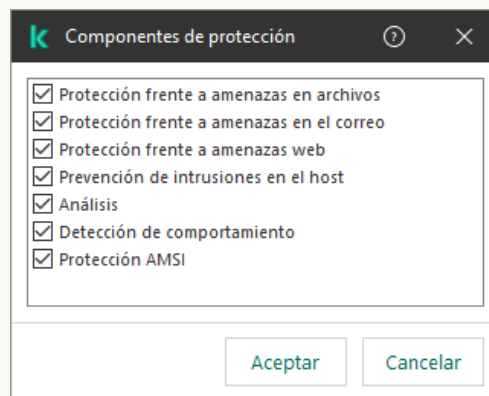 Componentes de protección
Protección frente a amenazas en archivos
Protección frente a amenazas en el correo
Protección frente a amenazas web
Prevención de intrusiones en el host
Análisis
Detección de comportamiento
Protección AMSI
Aceptar Cancelar